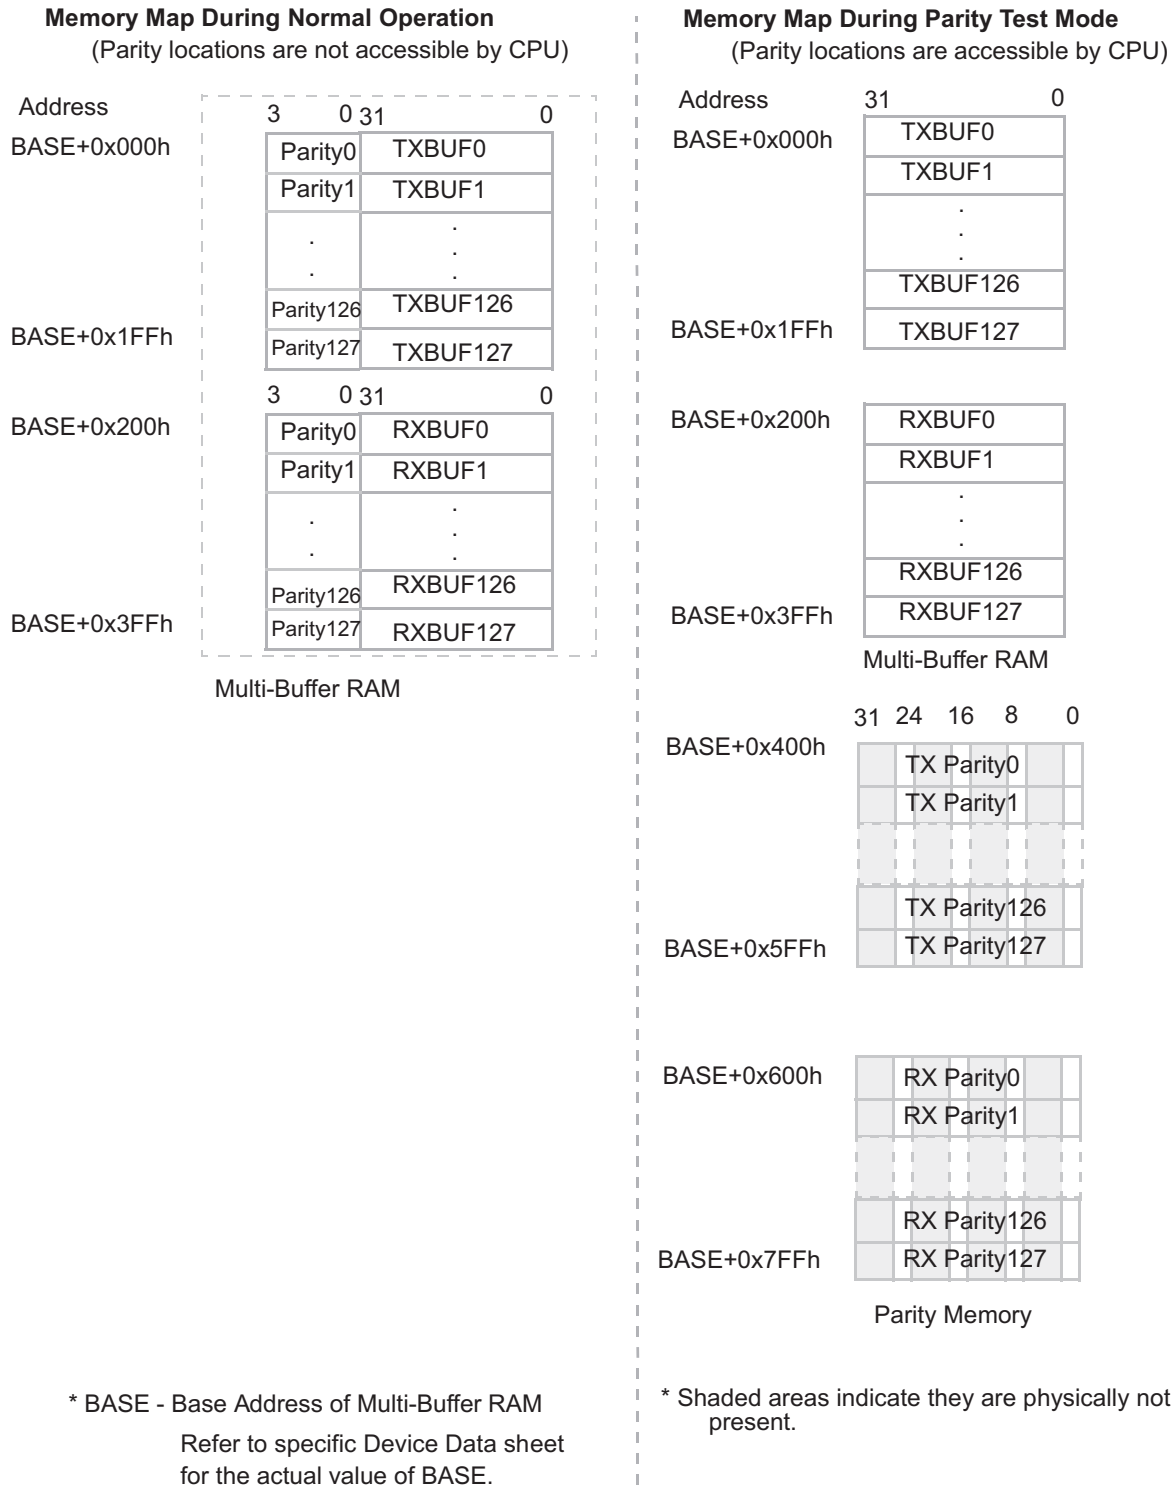 Memory Map During Normal Operation
(Parity locations are not accessible by CPU)
Address
3 0 31 0
BASE+0x000h
Parity0 TXBUF0
Parity1 TXBUF1
. .
. .
.
Parity126 TXBUF126
BASE+0x1FFh
Parity127 TXBUF127
3 0 31 0
BASE+0x200h
Parity0 RXBUF0
Parity1 RXBUF1
. .
. .
.
Parity126 RXBUF126
BASE+0x3FFh
Parity127 RXBUF127
Multi-Buffer RAM
* BASE - Base Address of Multi-Buffer RAM
Refer to specific Device Data sheet
for the actual value of BASE.
Memory Map During Parity Test Mode
(Parity locations are accessible by CPU)
Address
31 0
BASE+0x000h
TXBUF0
TXBUF1
.
.
.
TXBUF126
BASE+0x1FFh
TXBUF127
BASE+0x200h
RXBUF0
RXBUF1
.
.
.
RXBUF126
BASE+0x3FFh
RXBUF127
Multi-Buffer RAM
31 24 16 8 0
BASE+0x400h
TX Parity0
TX Parity1
TX Parity126
BASE+0x5FFh
TX Parity127
BASE+0x600h
RX Parity0
RX Parity1
RX Parity126
BASE+0x7FFh
RX Parity127
Parity Memory
* Shaded areas indicate they are physically not
present.